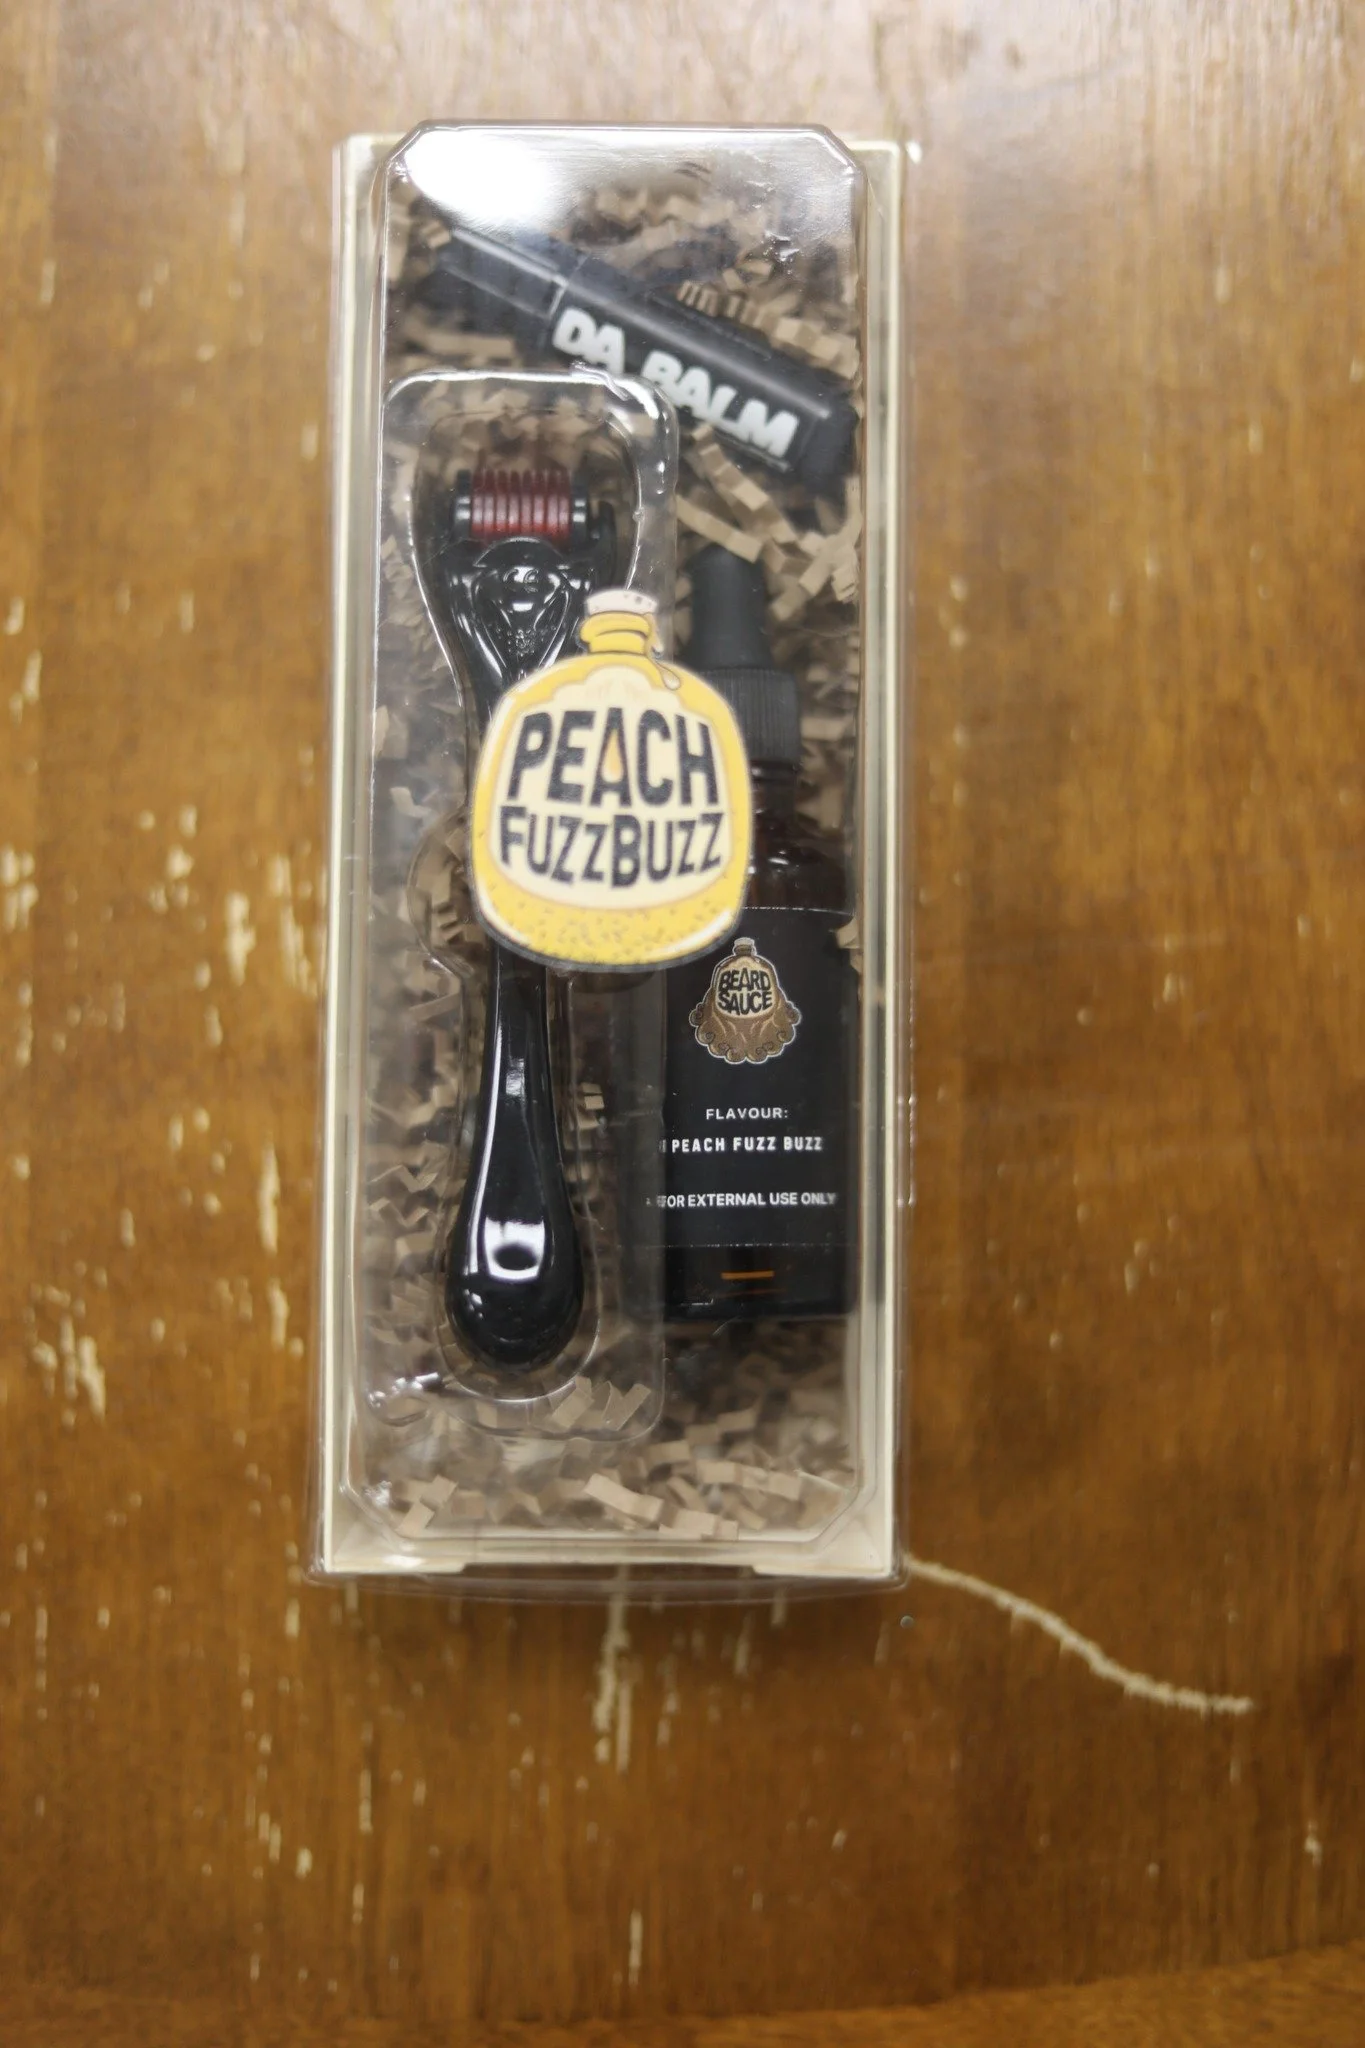 DA BALM
PEACH
FUZZBUZZ
BEARD
SAUCE
FLAVOUR:
PEACH FUZZ BUZZ
FOR EXTERNAL USE ONLY